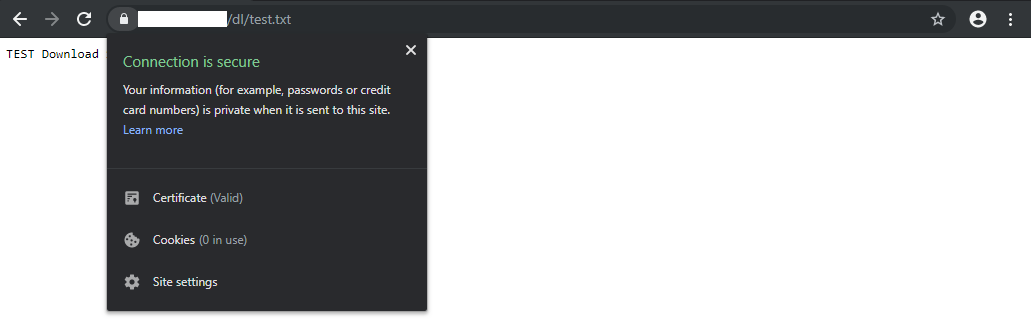 /dl/test.txt
TEST Download
Connection is secure
Your information (for example, passwords or credit
card numbers) is private when it is sent to this site.
Learn more
Certificate (Valid)
Cookies (0 in use)
Site settings